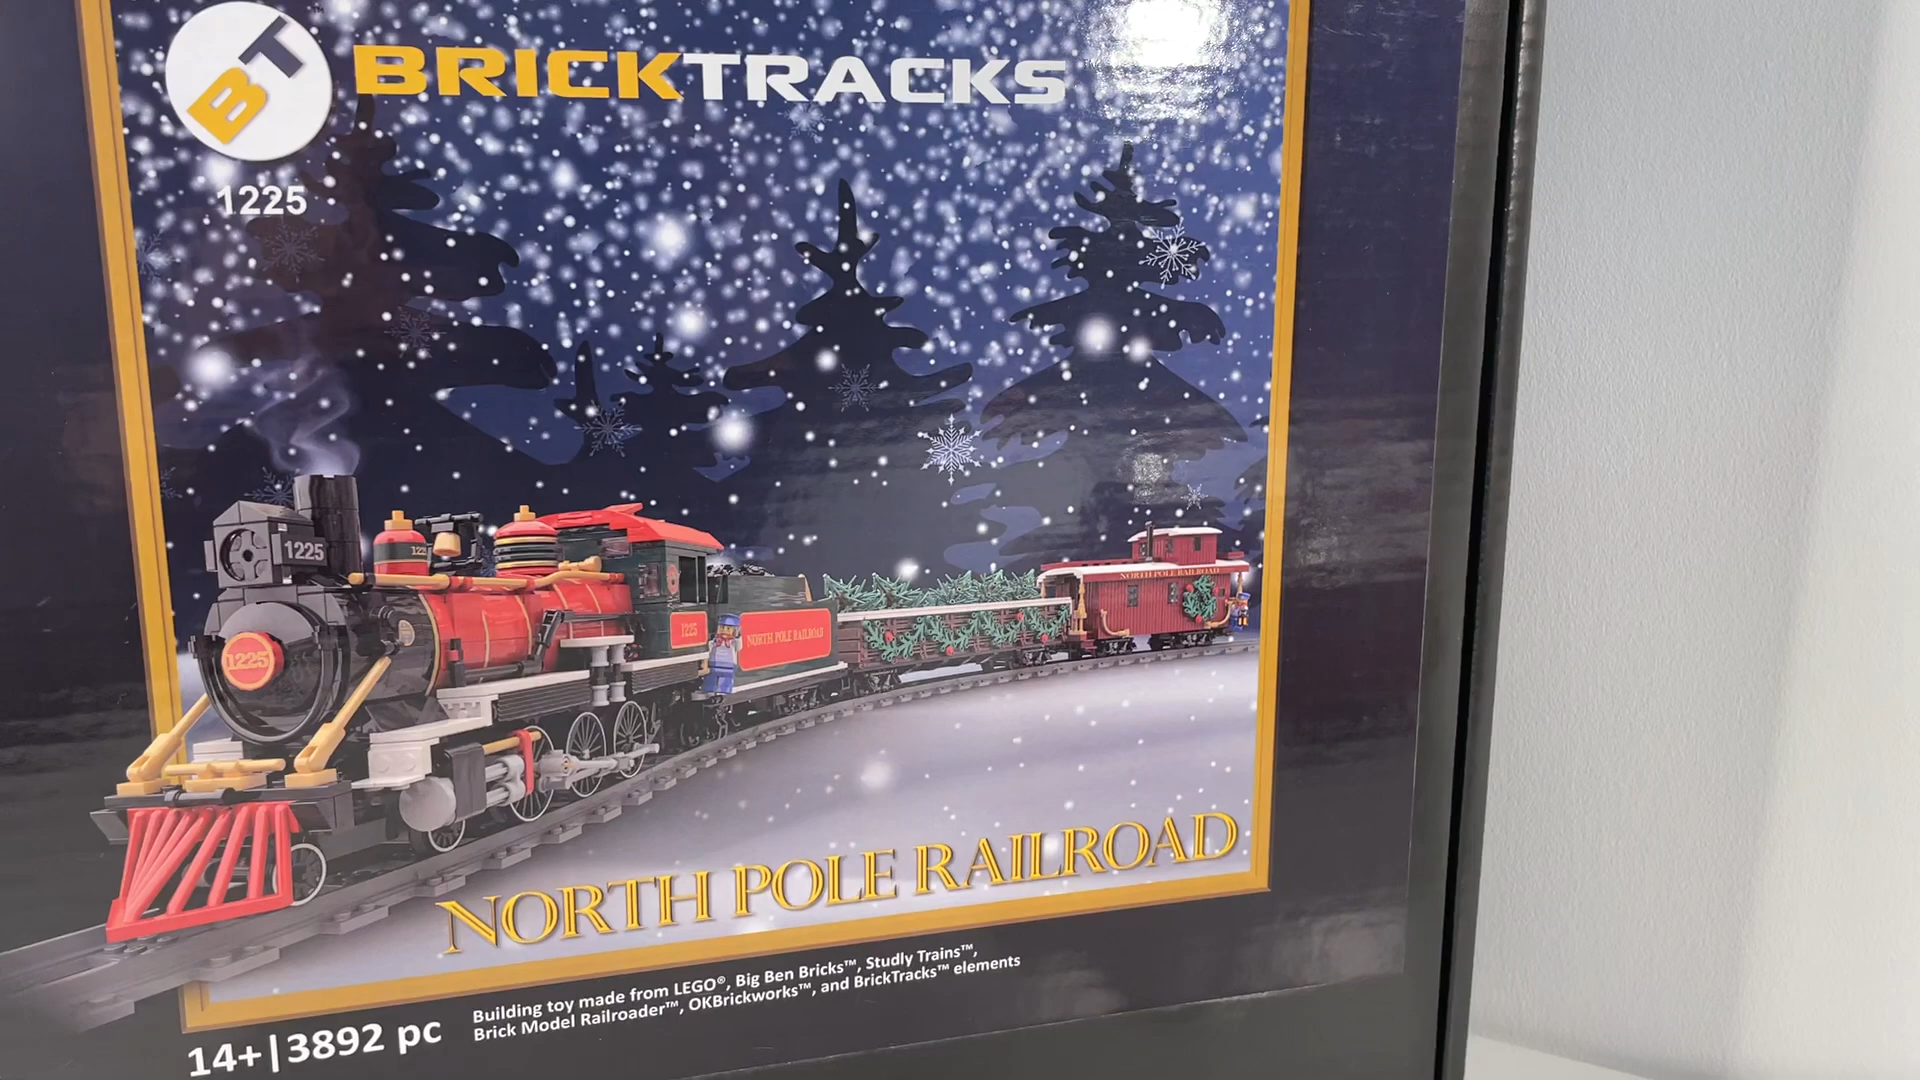 BT
BRICKTRACKS
1225
1225
122
1225
1225
NORTH POLE RAILROAD
NORTH POLE RAILROAD
NORTH POLE RAILROAD
Building toy made from LEGO®, Big Ben Bricks™, Studly Trains™,
Brick Model Railroader™, OKBrickworks™, and BrickTracks™ elements
14+|3892 pc